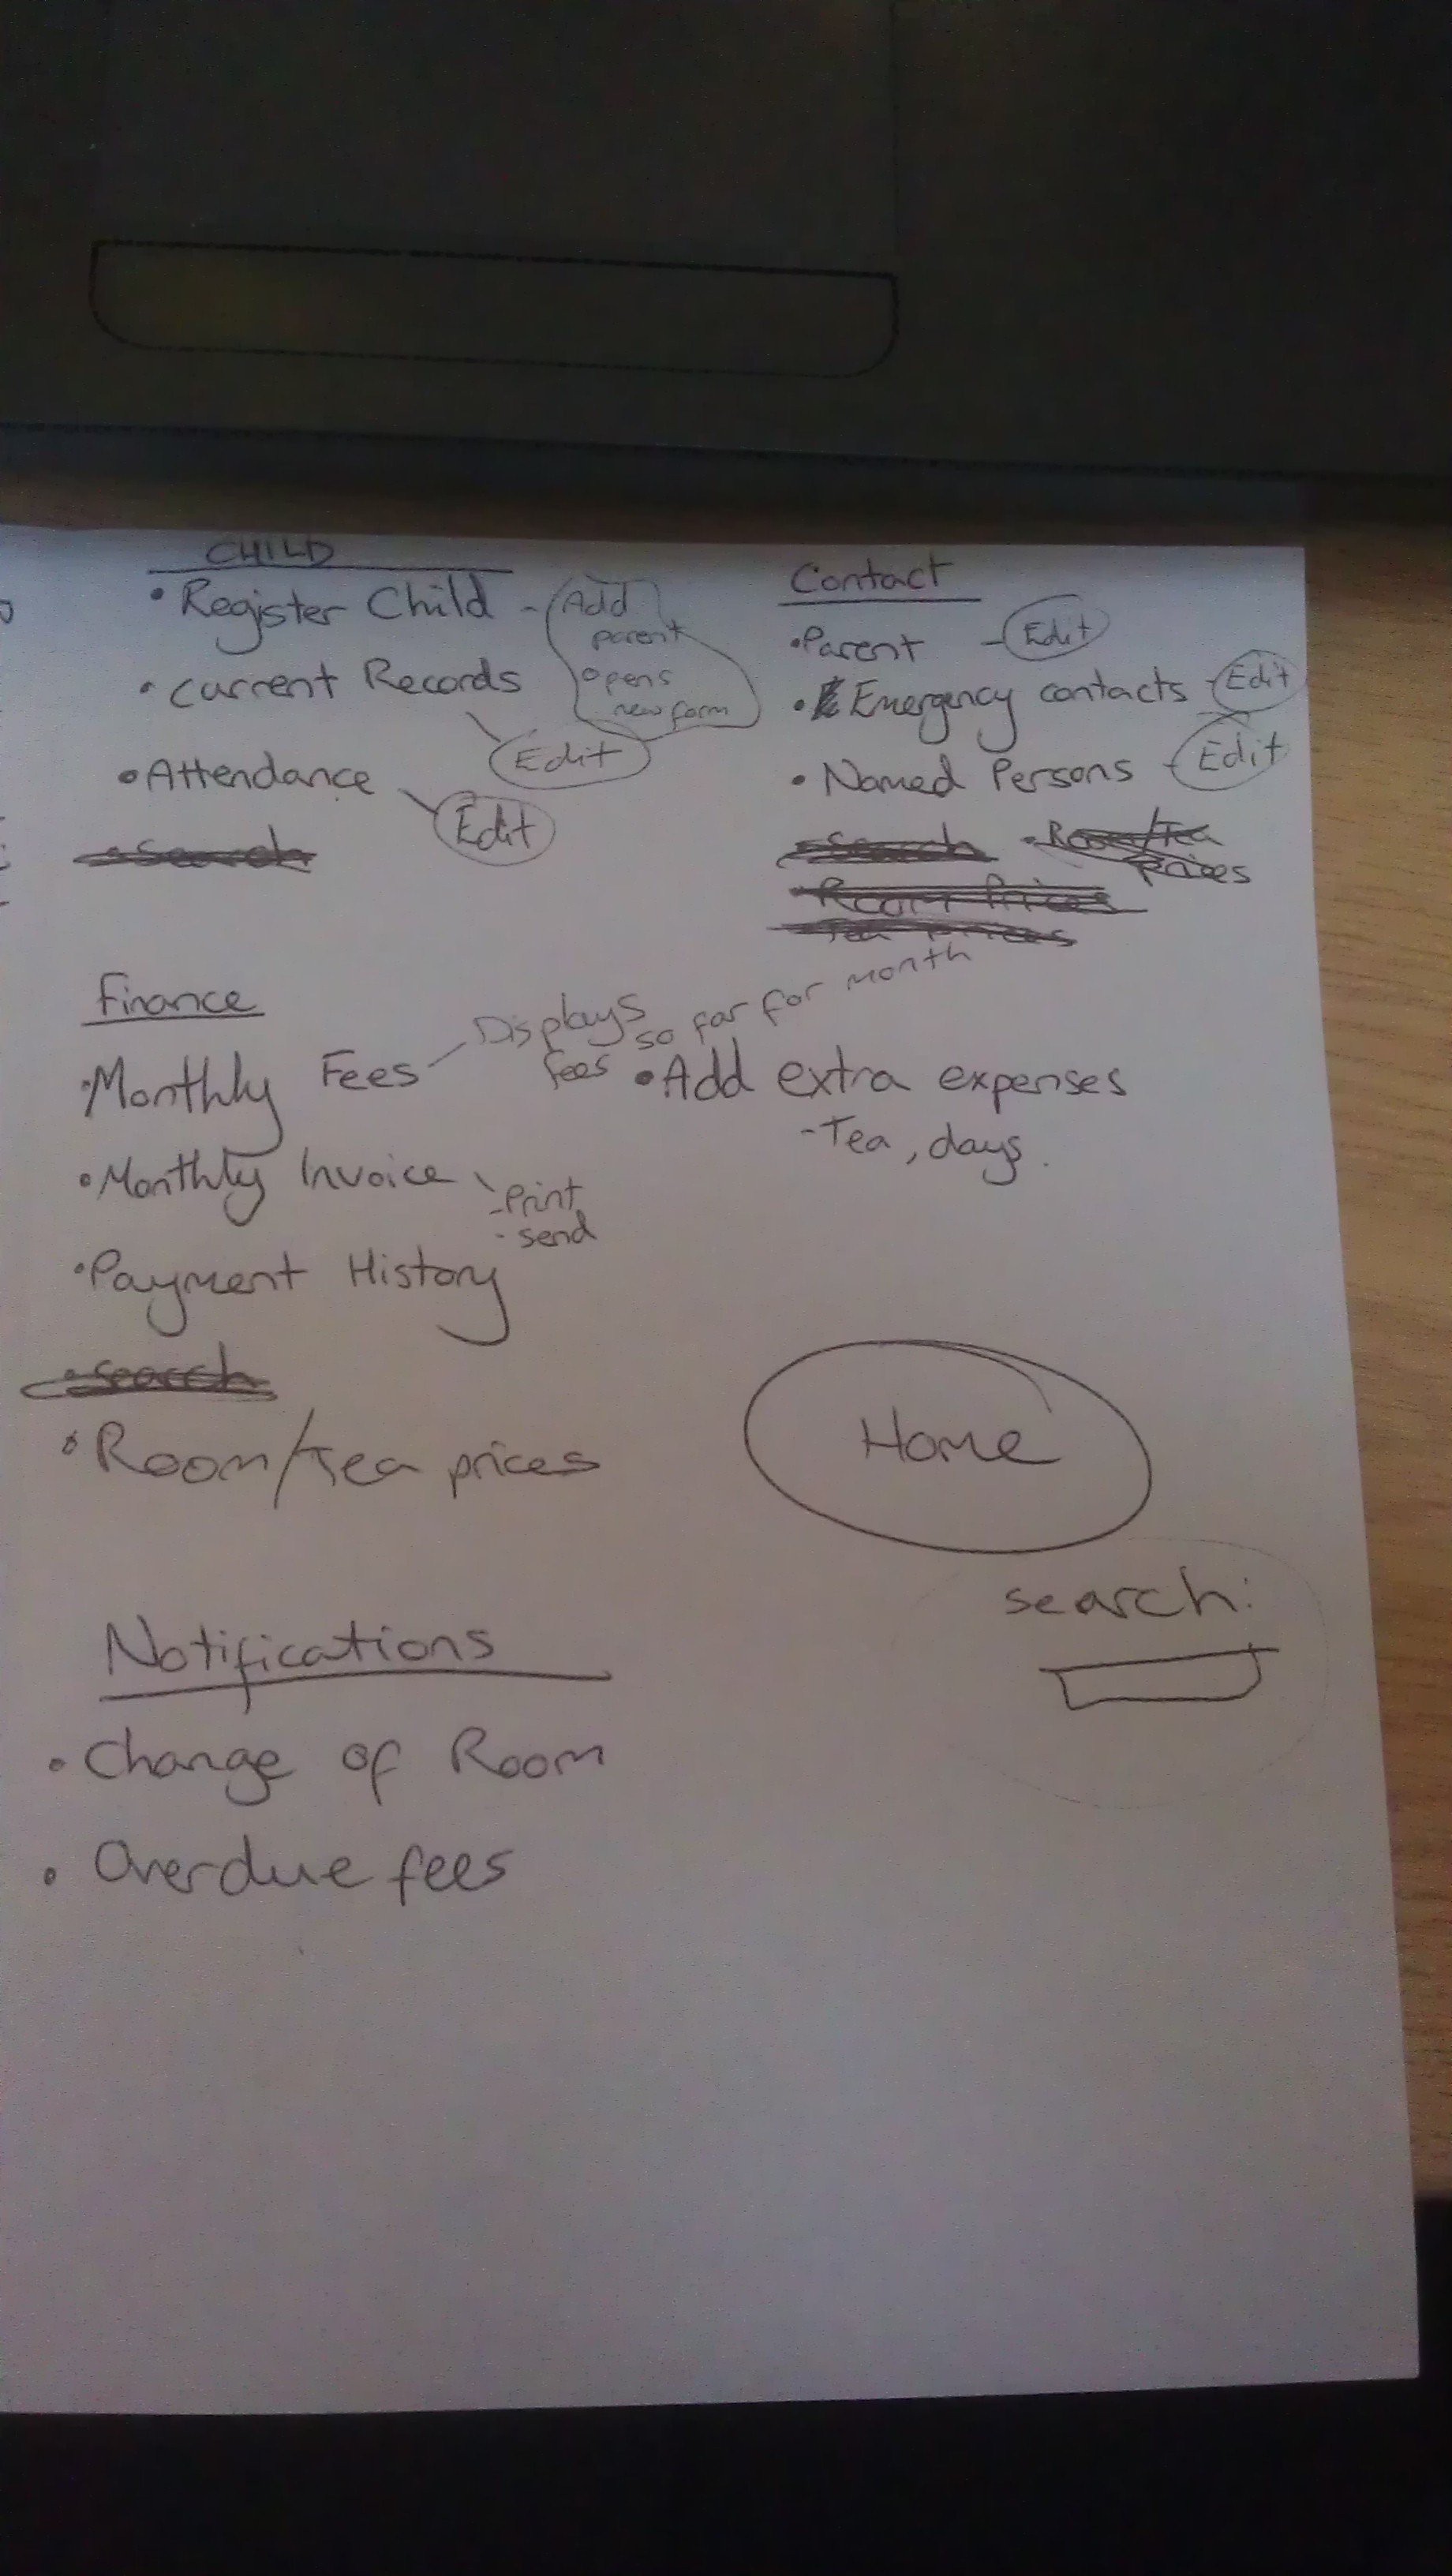 CHILD
• Register Child - Add
parent
opens
new form
• Current Records
Edit
• Attendance
Edit
• Search
Contact
• Parent - Edit
• Emergency contacts - Edit
• Named Persons - Edit
• Search
• Room/Tea
Prices
Room Prices
Tea prices
Finance
• Monthly Fees - Displays
fees so far for month
• Add extra expenses
- Tea, days.
• Monthly Invoice
- Print
- send
• Payment History
• Search
• Room/Tea prices
Home
search:
Notifications
• Change of Room
• Overdue fees